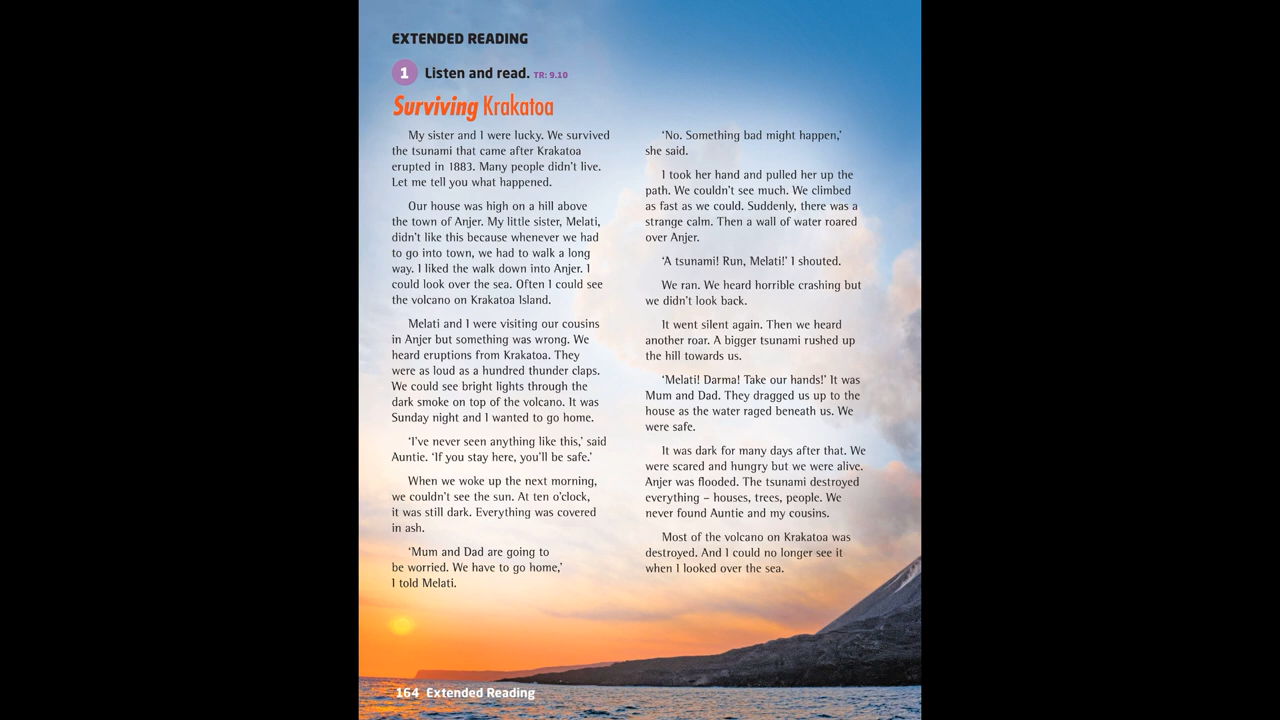 EXTENDED READING
1 Listen and read. TR: 9.10
Surviving Krakatoa
My sister and I were lucky. We survived
the tsunami that came after Krakatoa
erupted in 1883. Many people didn't live.
Let me tell you what happened.
Our house was high on a hill above
the town of Anjer. My little sister, Melati,
didn't like this because whenever we had
to go into town, we had to walk a long
way. I liked the walk down into Anjer. I
could look over the sea. Often I could see
the volcano on Krakatoa Island.
Melati and I were visiting our cousins
in Anjer but something was wrong. We
heard eruptions from Krakatoa. They
were as loud as a hundred thunder claps.
We could see bright lights through the
dark smoke on top of the volcano. It was
Sunday night and I wanted to go home.
‘I've never seen anything like this,’ said
Auntie. ‘If you stay here, you'll be safe.’
When we woke up the next morning,
we couldn't see the sun. At ten o'clock,
it was still dark. Everything was covered
in ash.
‘Mum and Dad are going to
be worried. We have to go home,’
I told Melati.
‘No. Something bad might happen,’
she said.
I took her hand and pulled her up the
path. We couldn't see much. We climbed
as fast as we could. Suddenly, there was a
strange calm. Then a wall of water roared
over Anjer.
‘A tsunami! Run, Melati!’ I shouted.
We ran. We heard horrible crashing but
we didn't look back.
It went silent again. Then we heard
another roar. A bigger tsunami rushed up
the hill towards us.
‘Melati! Darma! Take our hands!’ It was
Mum and Dad. They dragged us up to the
house as the water raged beneath us. We
were safe.
It was dark for many days after that. We
were scared and hungry but we were alive.
Anjer was flooded. The tsunami destroyed
everything – houses, trees, people. We
never found Auntie and my cousins.
Most of the volcano on Krakatoa was
destroyed. And I could no longer see it
when I looked over the sea.
164 Extended Reading